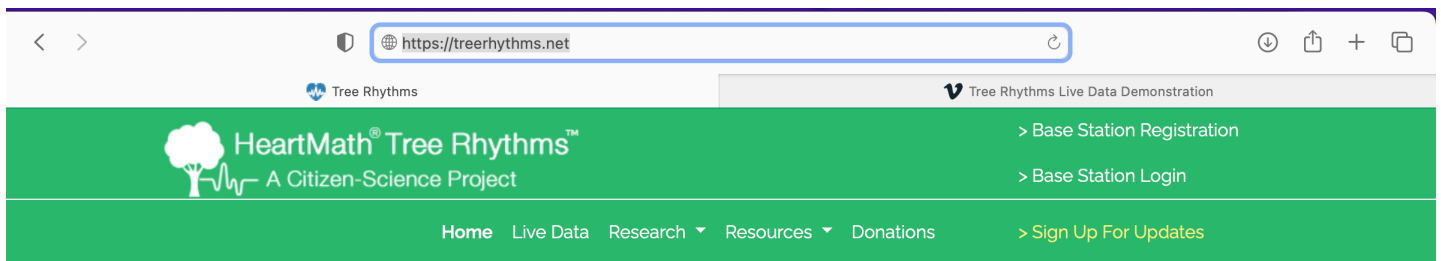 https://treerhythms.net
Tree Rhythms
Tree Rhythms Live Data Demonstration
HeartMath® Tree Rhythms™
A Citizen-Science Project
> Base Station Registration
> Base Station Login
Home Live Data Research Resources Donations
> Sign Up For Updates